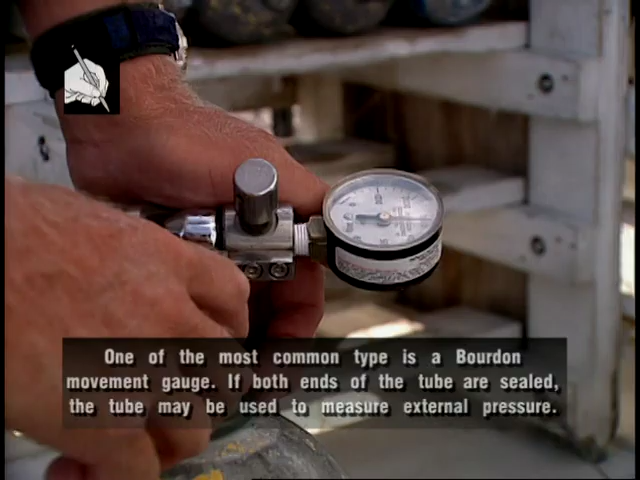 One of the most common type is a Bourdon
movement gauge. If both ends of the tube are sealed,
the tube may be used to measure external pressure.